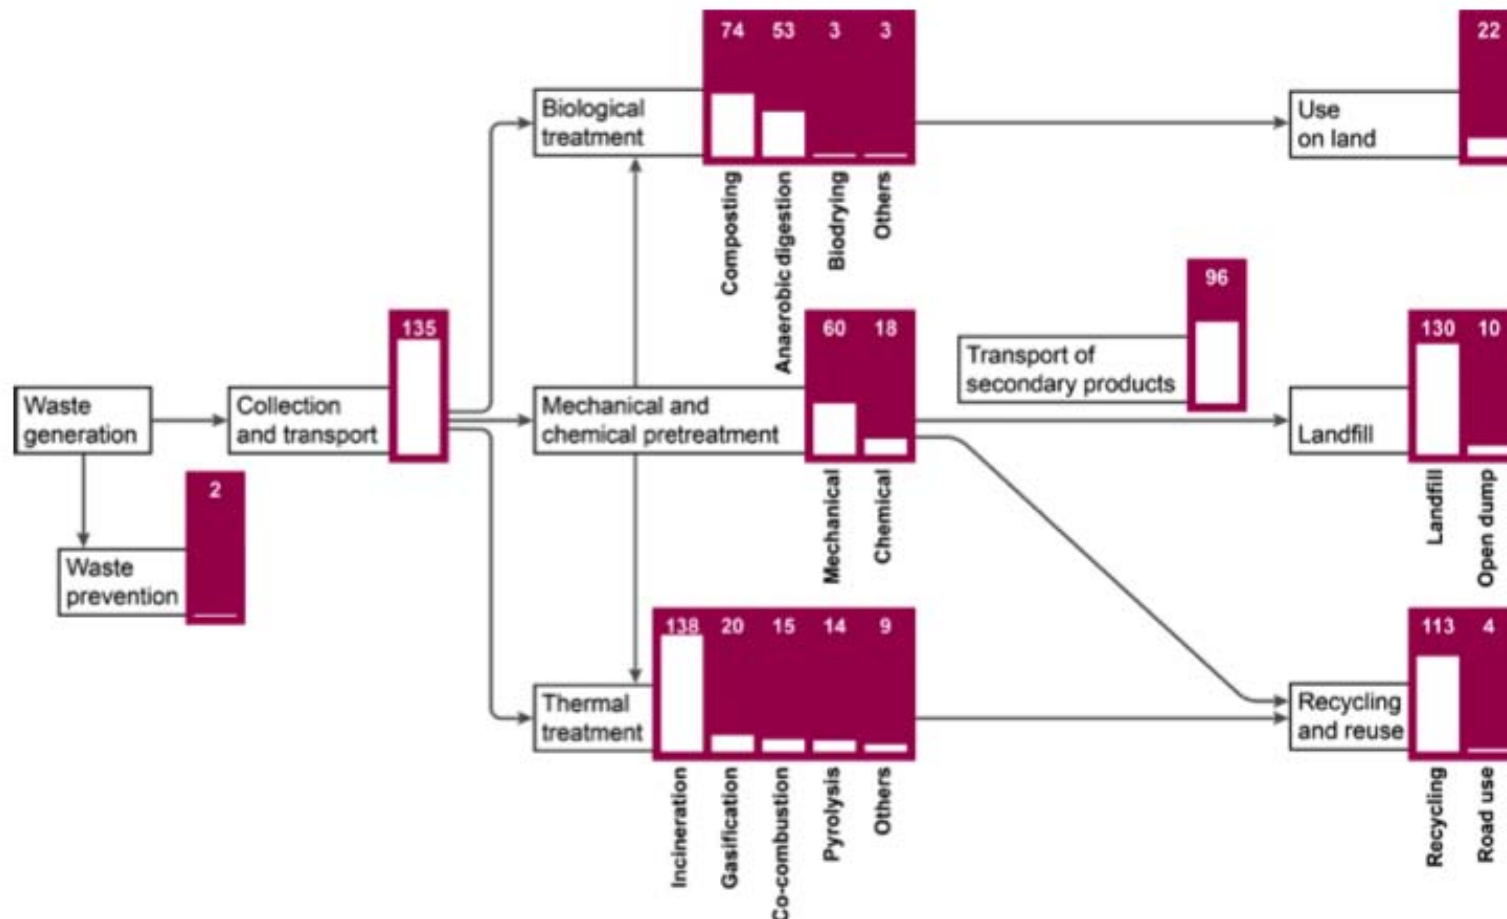 74 53 3 3
Biological
treatment
Composting
Anaerobic digestion
Biodrying
Others
22
Use
on land
135
Waste
generation
Collection
and transport
2
Waste
prevention
60 18
Mechanical and
chemical pretreatment
Mechanical
Chemical
96
Transport of
secondary products
130 10
Landfill
Landfill
Open dump
138 20 15 14 9
Thermal
treatment
Incineration
Gasification
Co-combustion
Pyrolysis
Others
113 4
Recycling
and reuse
Recycling
Road use